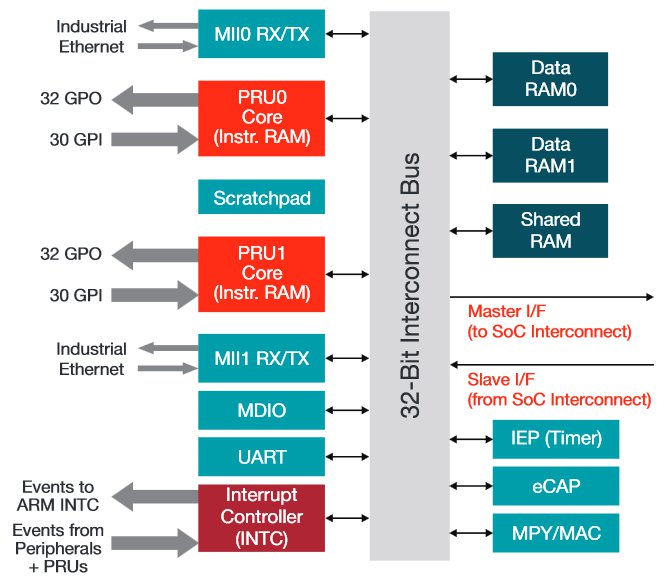 Industrial
Ethernet
MII0 RX/TX
32 GPO
30 GPI
PRU0
Core
(Instr. RAM)
Scratchpad
32 GPO
30 GPI
PRU1
Core
(Instr. RAM)
Industrial
Ethernet
MII1 RX/TX
MDIO
UART
Events to
ARM INTC
Events from
Peripherals
+ PRUs
Interrupt
Controller
(INTC)
32-Bit Interconnect Bus
Data
RAM0
Data
RAM1
Shared
RAM
Master I/F
(to SoC Interconnect)
Slave I/F
(from SoC Interconnect)
IEP (Timer)
eCAP
MPY/MAC